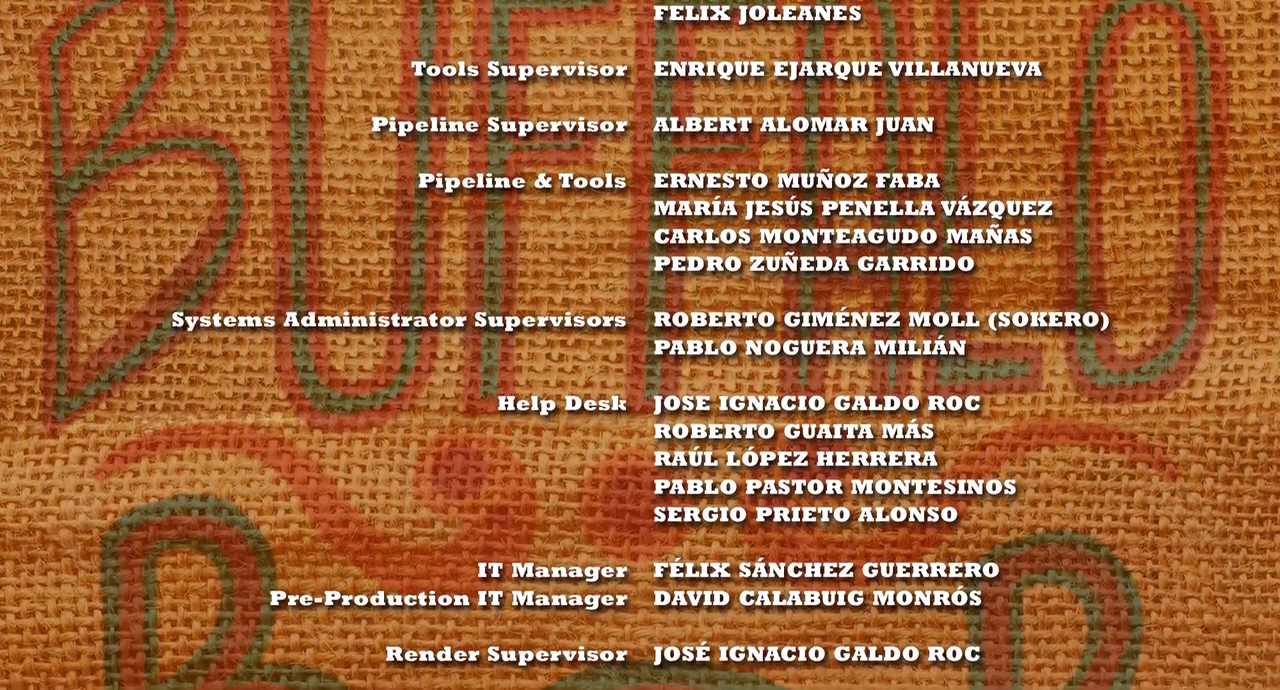 BUFFALO
FELIX JOLEANES
Tools Supervisor ENRIQUE EJARQUE VILLANUEVA
Pipeline Supervisor ALBERT ALOMAR JUAN
Pipeline & Tools ERNESTO MUÑOZ FABA
MARÍA JESÚS PENELLA VÁZQUEZ
CARLOS MONTEAGUDO MAÑAS
PEDRO ZUÑEDA GARRIDO
Systems Administrator Supervisors ROBERTO GIMÉNEZ MOLL (SOKERO)
PABLO NOGUERA MILIÁN
Help Desk JOSE IGNACIO GALDO ROC
ROBERTO GUAITA MÁS
RAÚL LÓPEZ HERRERA
PABLO PASTOR MONTESINOS
SERGIO PRIETO ALONSO
IT Manager FÉLIX SÁNCHEZ GUERRERO
Pre-Production IT Manager DAVID CALABUIG MONRÓS
Render Supervisor JOSÉ IGNACIO GALDO ROC